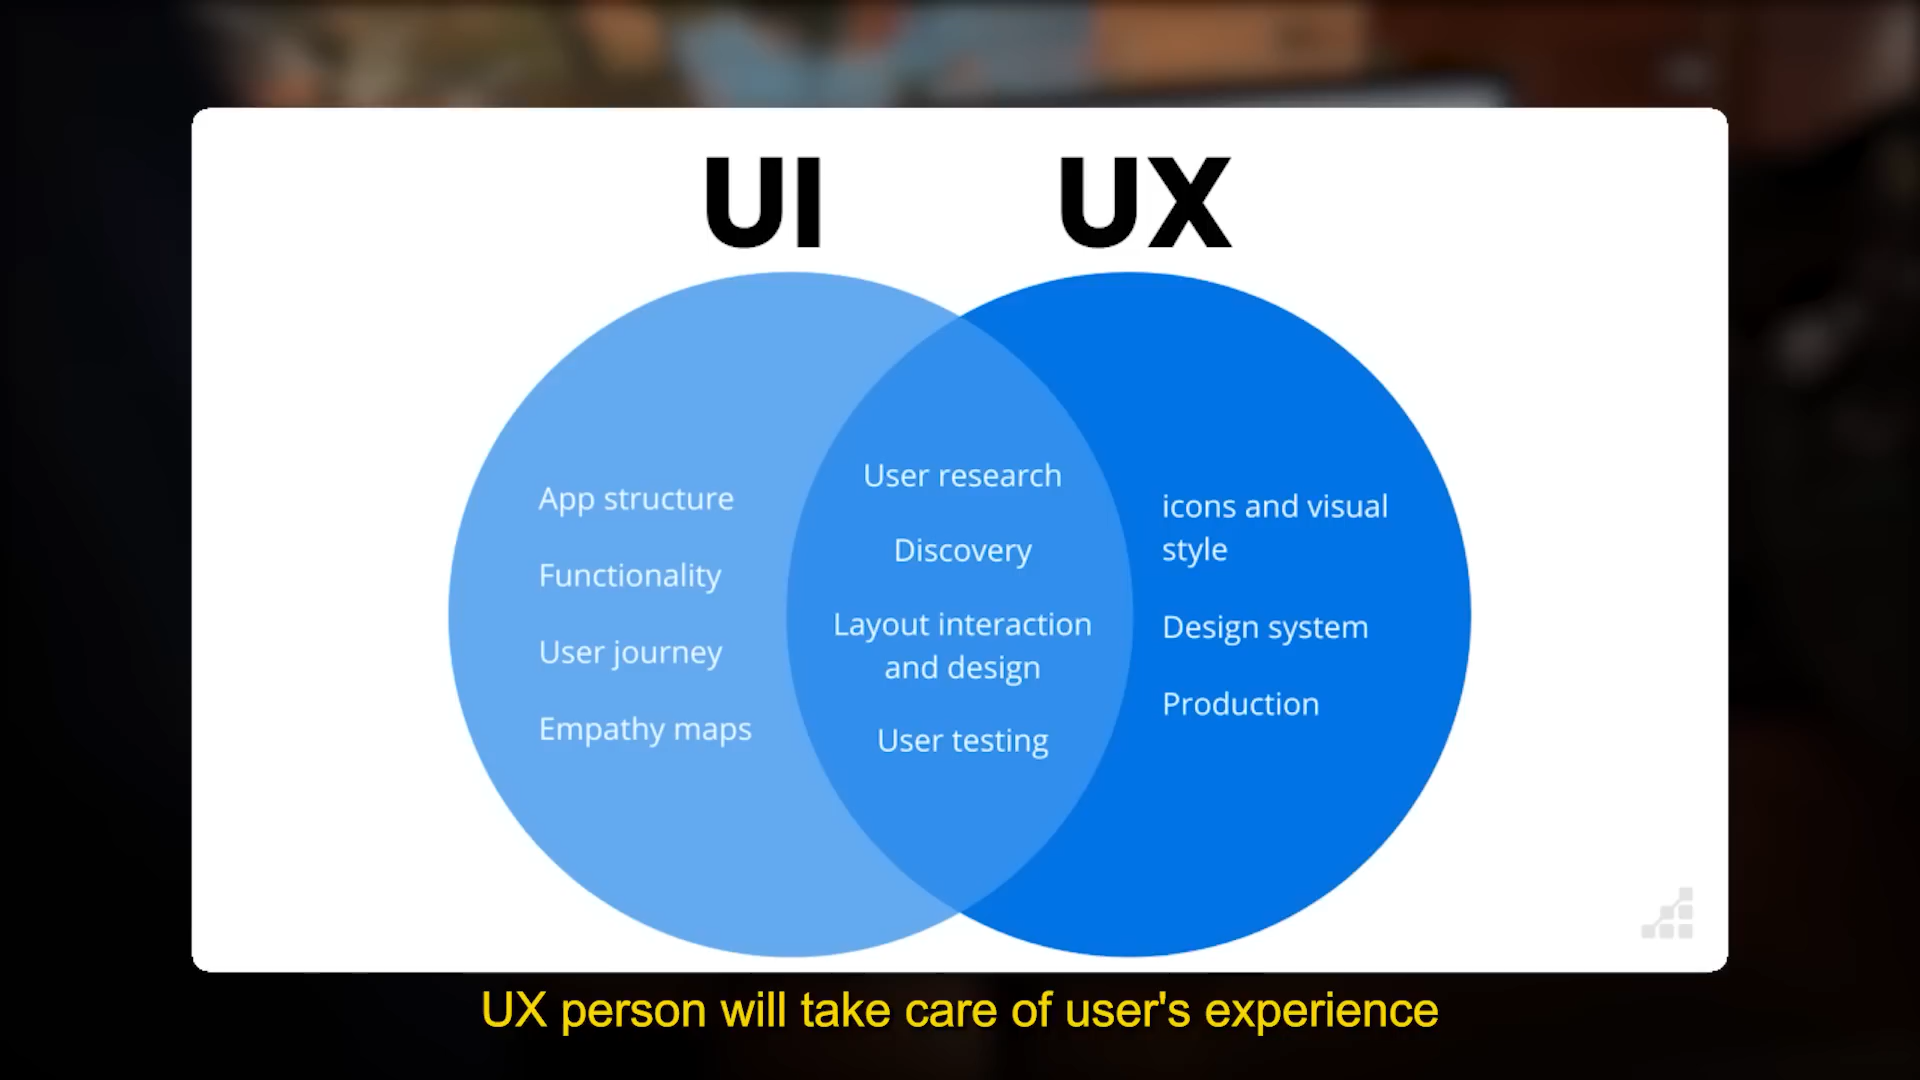 UI
UX
App structure
Functionality
User journey
Empathy maps
User research
Discovery
Layout interaction
and design
User testing
icons and visual
style
Design system
Production
UX person will take care of user's experience